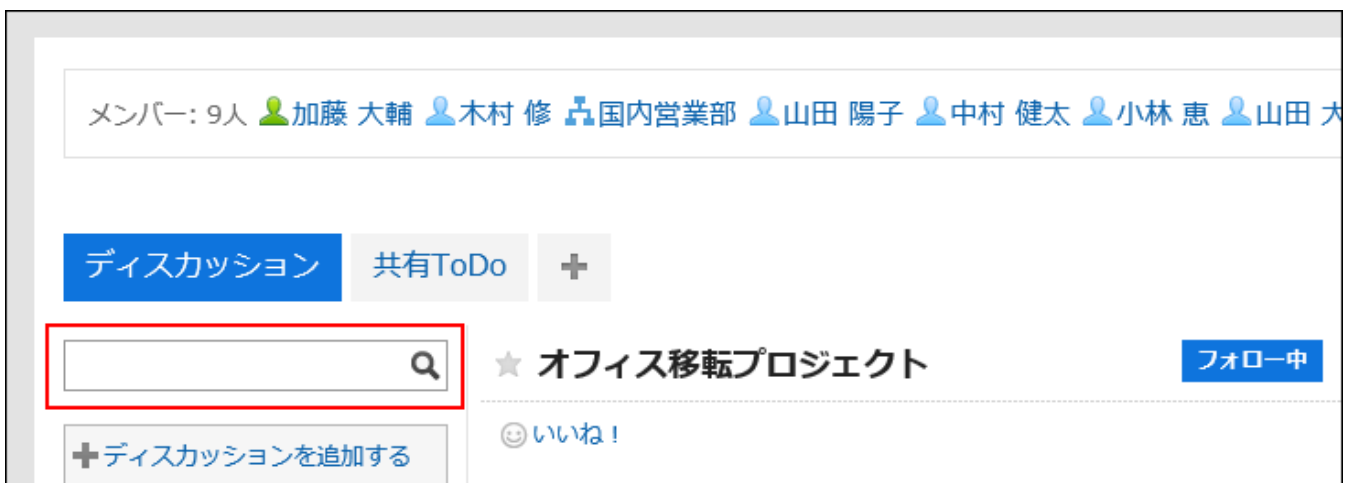 メンバー: 9人 加藤 大輔 木村 修 国内営業部 山田 陽子 中村 健太 小林 恵 山田 大
ディスカッション 共有ToDo
オフィス移転プロジェクト フォロー中
いいね!
ディスカッションを追加する